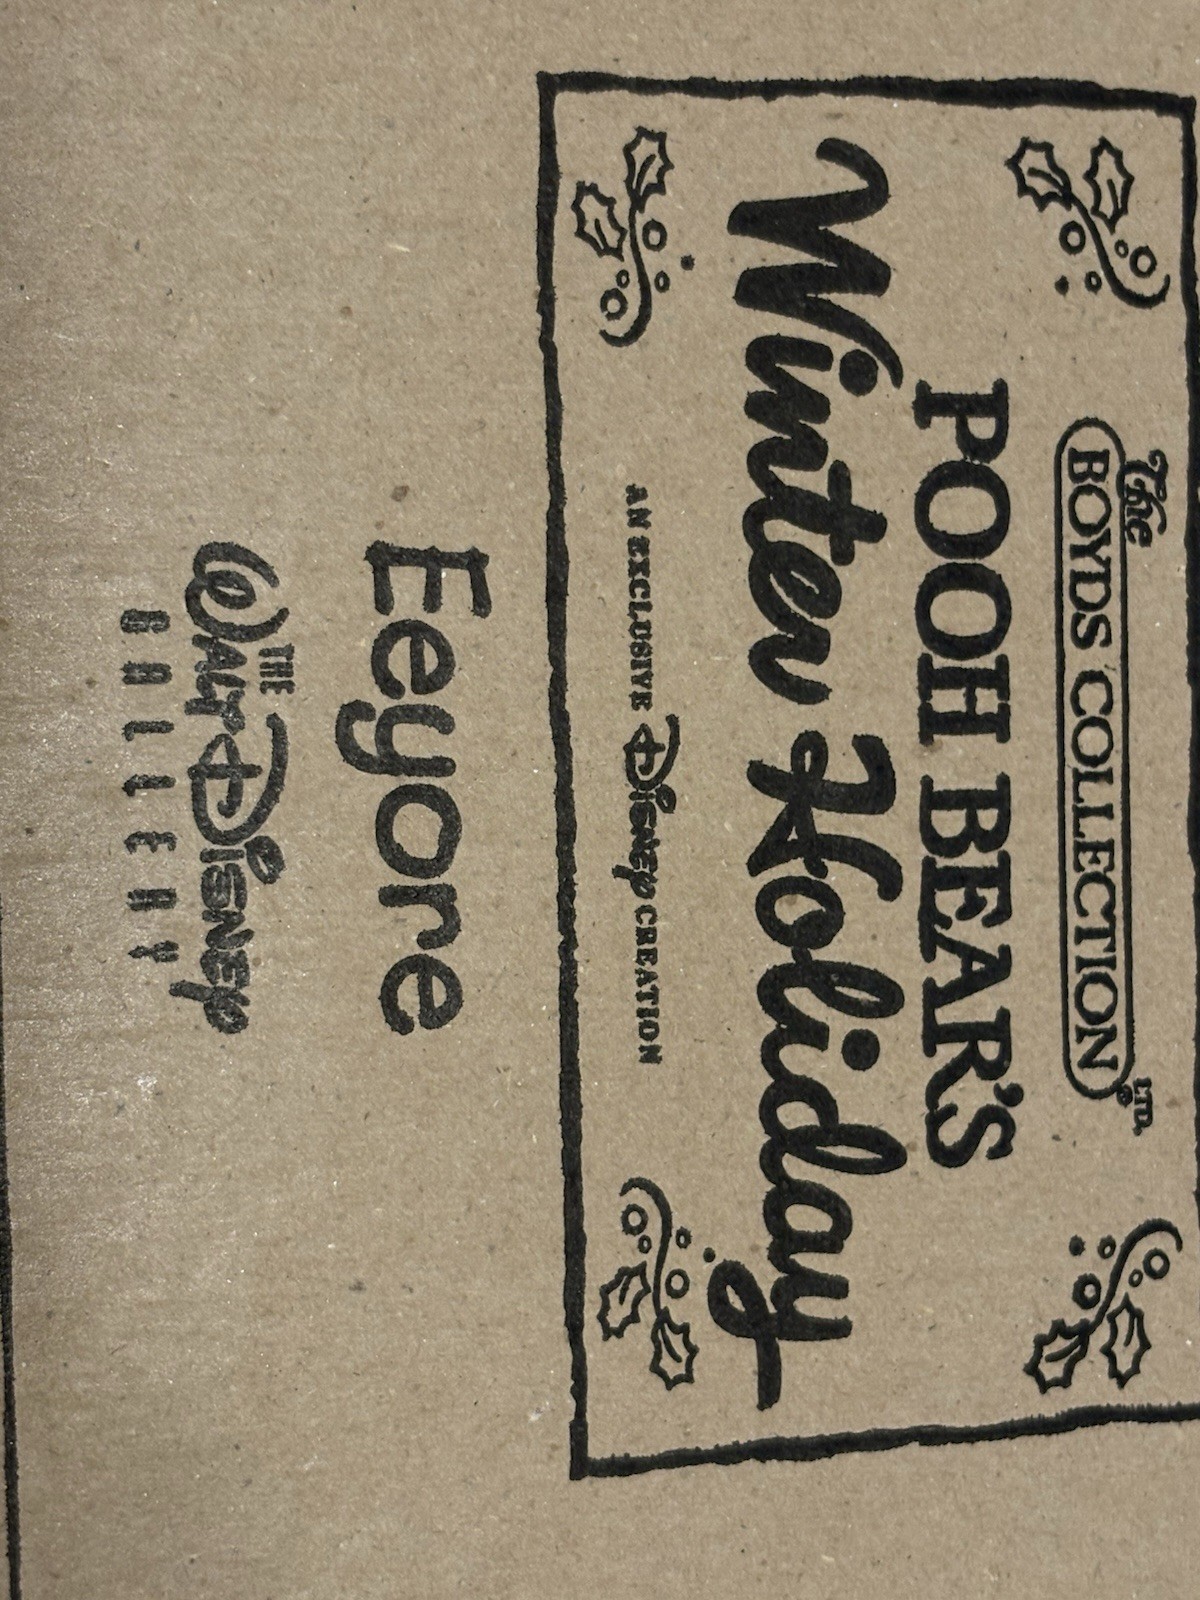 The
BOYDS COLLECTION LTD.®
POOH BEAR'S
Winter Holiday
AN EXCLUSIVE Disney CREATION
Eeyore
THE
WALT DISNEY
GALLERY